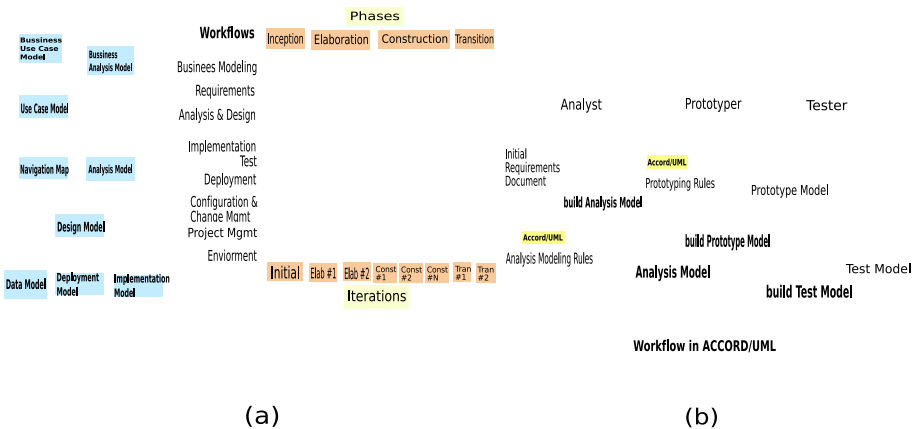 Phases
Workflows
Inception Elaboration Construction Transition
Bussiness
Use Case
Model
Bussiness
Analysis Model
Use Case Model
Navigation Map
Analysis Model
Design Model
Data Model
Deployment
Model
Implementation
Model
Businees Modeling
Requirements
Analysis & Design
Implementation
Test
Deployment
Configuration &
Change Mgmt
Project Mgmt
Enviorment
Initial
Elab #1
Elab #2
Const
#1
Const
#2
Const
#N
Tran
#1
Tran
#2
Iterations
(a)
Analyst
Prototyper
Tester
Initial
Requirements
Document
Accord/UML
Prototyping Rules
Prototype Model
build Analysis Model
Accord/UML
Analysis Modeling Rules
build Prototype Model
Analysis Model
Test Model
build Test Model
Workflow in ACCORD/UML
(b)